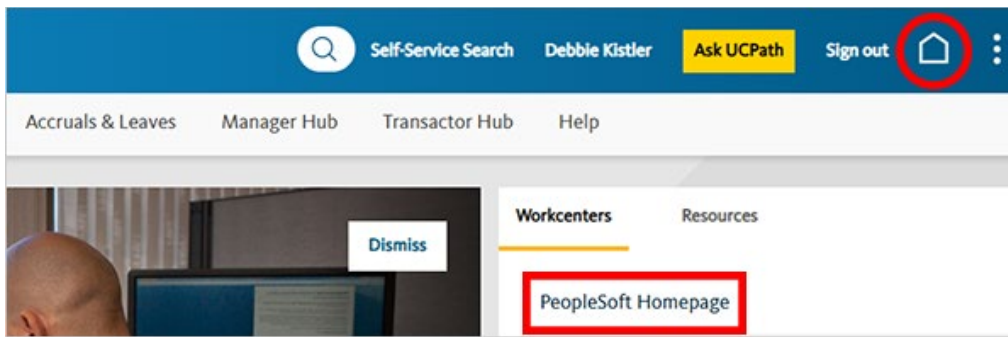 Self-Service Search Debbie Kistler Ask UCPath Sign out
Accruals & Leaves Manager Hub Transactor Hub Help
Workcenters Resources
Dismiss
PeopleSoft Homepage